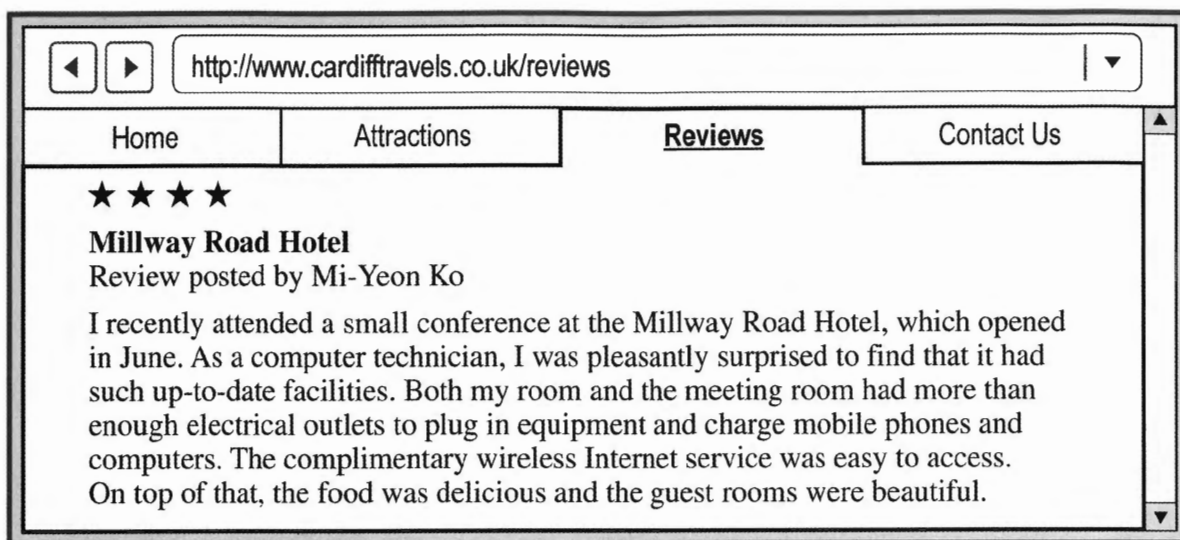 http://www.cardifftravels.co.uk/reviews
Home Attractions Reviews Contact Us
★ ★ ★ ★
Millway Road Hotel
Review posted by Mi-Yeon Ko
I recently attended a small conference at the Millway Road Hotel, which opened
in June. As a computer technician, I was pleasantly surprised to find that it had
such up-to-date facilities. Both my room and the meeting room had more than
enough electrical outlets to plug in equipment and charge mobile phones and
computers. The complimentary wireless Internet service was easy to access.
On top of that, the food was delicious and the guest rooms were beautiful.